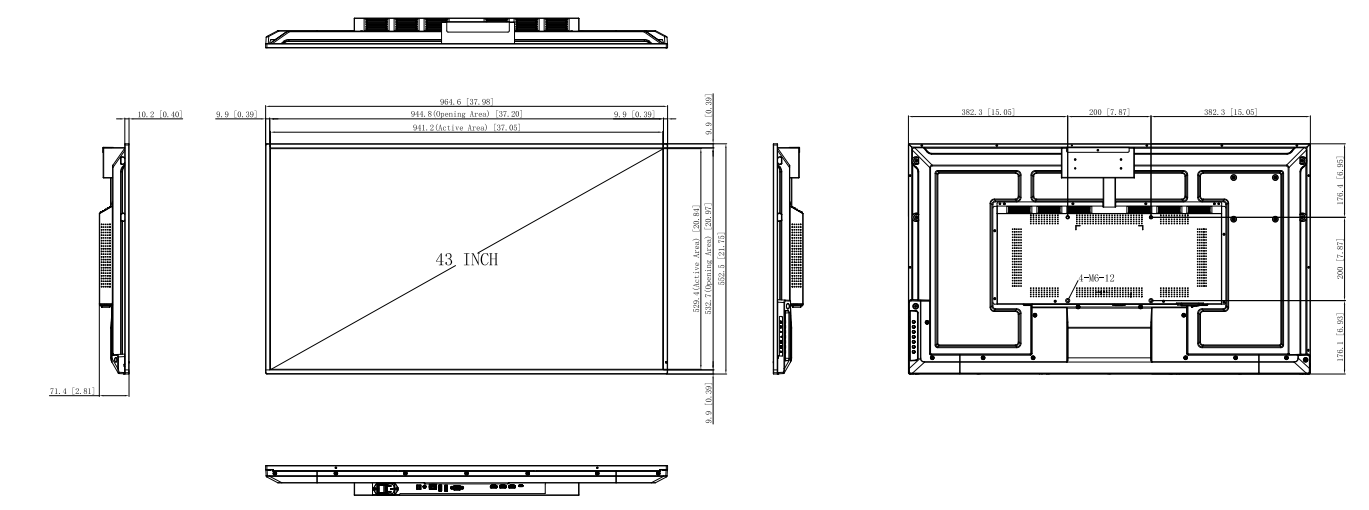 964.6 [37.98]
10.2 [0.40]
9.9 [0.39]
944.8(Opening Area) [37.20]
9.9 [0.39]
941.2(Active Area) [37.05]
9.9 [0.39]
382.3 [15.05]
200 [7.87]
382.3 [15.05]
176.4 [6.95]
43 INCH
529.4(Active Area) [20.84]
532.7(Opening Area) [20.97]
552.5 [21.75]
4-M6-12
200 [7.87]
176.1 [6.93]
71.4 [2.81]
9.9 [0.39]